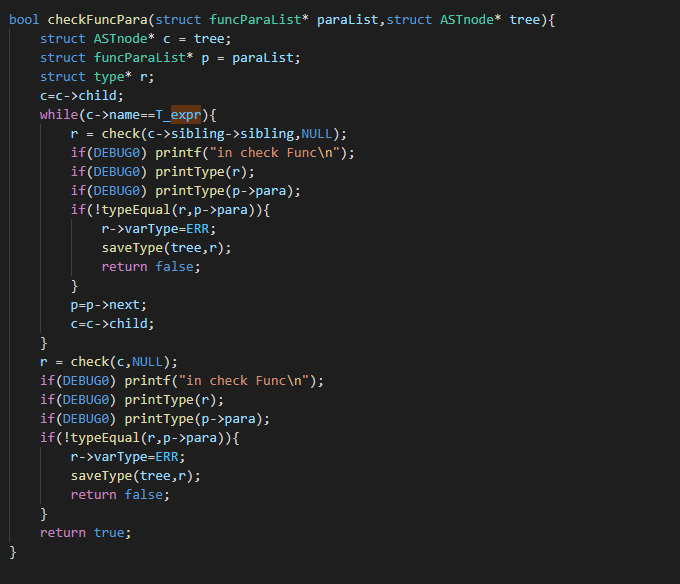 bool checkFuncPara(struct funcParaList* paraList,struct ASTnode* tree){
    struct ASTnode* c = tree;
    struct funcParaList* p = paraList;
    struct type* r;
    c=c->child;
    while(c->name==T_expr){
        r = check(c->sibling->sibling,NULL);
        if(DEBUG0) printf("in check Func\n");
        if(DEBUG0) printType(r);
        if(DEBUG0) printType(p->para);
        if(!typeEqual(r,p->para)){
            r->varType=ERR;
            saveType(tree,r);
            return false;
        }
        p=p->next;
        c=c->child;
    }
    r = check(c,NULL);
    if(DEBUG0) printf("in check Func\n");
    if(DEBUG0) printType(r);
    if(DEBUG0) printType(p->para);
    if(!typeEqual(r,p->para)){
        r->varType=ERR;
        saveType(tree,r);
        return false;
    }
    return true;
}